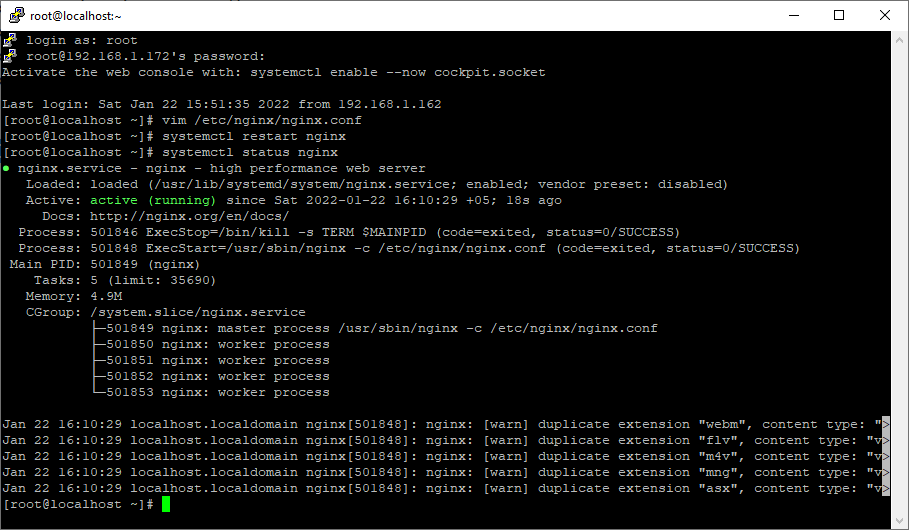 root@localhost:~
login as: root
root@192.168.1.172's password:
Activate the web console with: systemctl enable --now cockpit.socket
Last login: Sat Jan 22 15:51:35 2022 from 192.168.1.162
[root@localhost ~]# vim /etc/nginx/nginx.conf
[root@localhost ~]# systemctl restart nginx
[root@localhost ~]# systemctl status nginx
● nginx.service - nginx - high performance web server
   Loaded: loaded (/usr/lib/systemd/system/nginx.service; enabled; vendor preset: disabled)
   Active: active (running) since Sat 2022-01-22 16:10:29 +05; 18s ago
     Docs: http://nginx.org/en/docs/
  Process: 501846 ExecStop=/bin/kill -s TERM $MAINPID (code=exited, status=0/SUCCESS)
  Process: 501848 ExecStart=/usr/sbin/nginx -c /etc/nginx/nginx.conf (code=exited, status=0/SUCCESS)
 Main PID: 501849 (nginx)
    Tasks: 5 (limit: 35690)
   Memory: 4.9M
   CGroup: /system.slice/nginx.service
           ├─501849 nginx: master process /usr/sbin/nginx -c /etc/nginx/nginx.conf
           ├─501850 nginx: worker process
           ├─501851 nginx: worker process
           ├─501852 nginx: worker process
           └─501853 nginx: worker process
Jan 22 16:10:29 localhost.localdomain nginx[501848]: nginx: [warn] duplicate extension "webm", content type: ">
Jan 22 16:10:29 localhost.localdomain nginx[501848]: nginx: [warn] duplicate extension "flv", content type: "v>
Jan 22 16:10:29 localhost.localdomain nginx[501848]: nginx: [warn] duplicate extension "m4v", content type: "v>
Jan 22 16:10:29 localhost.localdomain nginx[501848]: nginx: [warn] duplicate extension "mng", content type: "v>
Jan 22 16:10:29 localhost.localdomain nginx[501848]: nginx: [warn] duplicate extension "asx", content type: "v>
[root@localhost ~]#